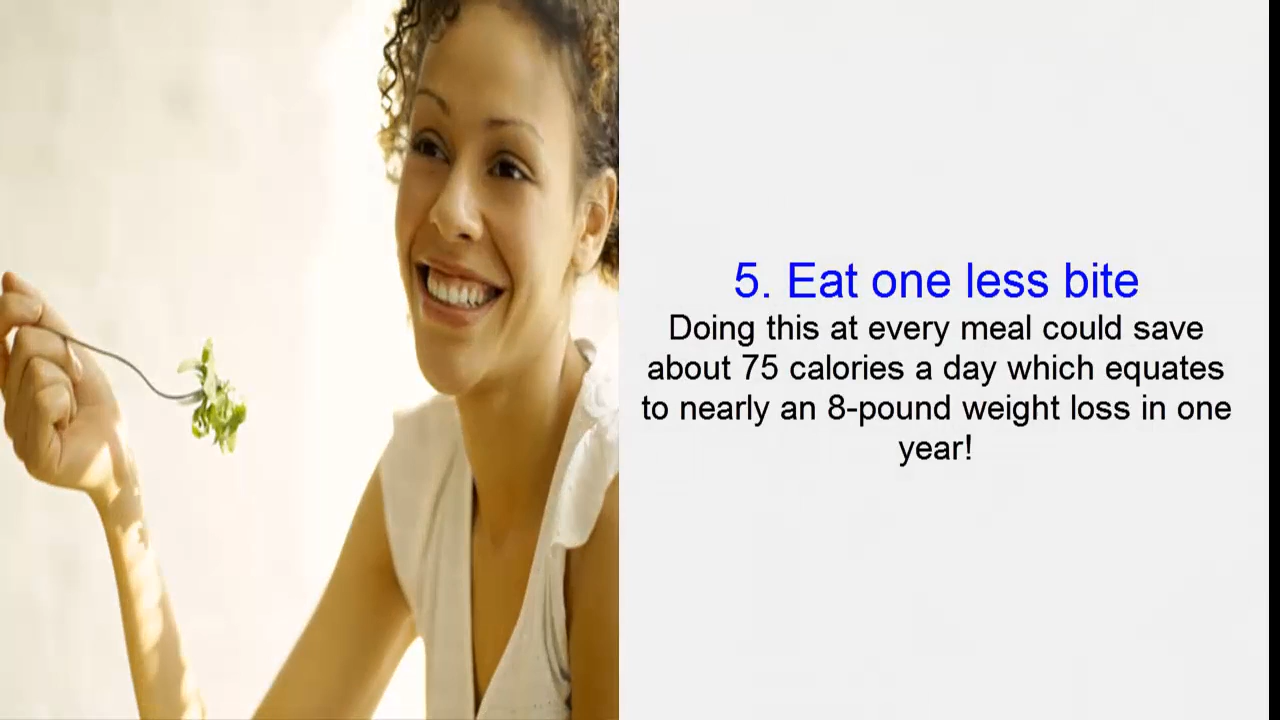 5. Eat one less bite
Doing this at every meal could save
about 75 calories a day which equates
to nearly an 8-pound weight loss in one
year!